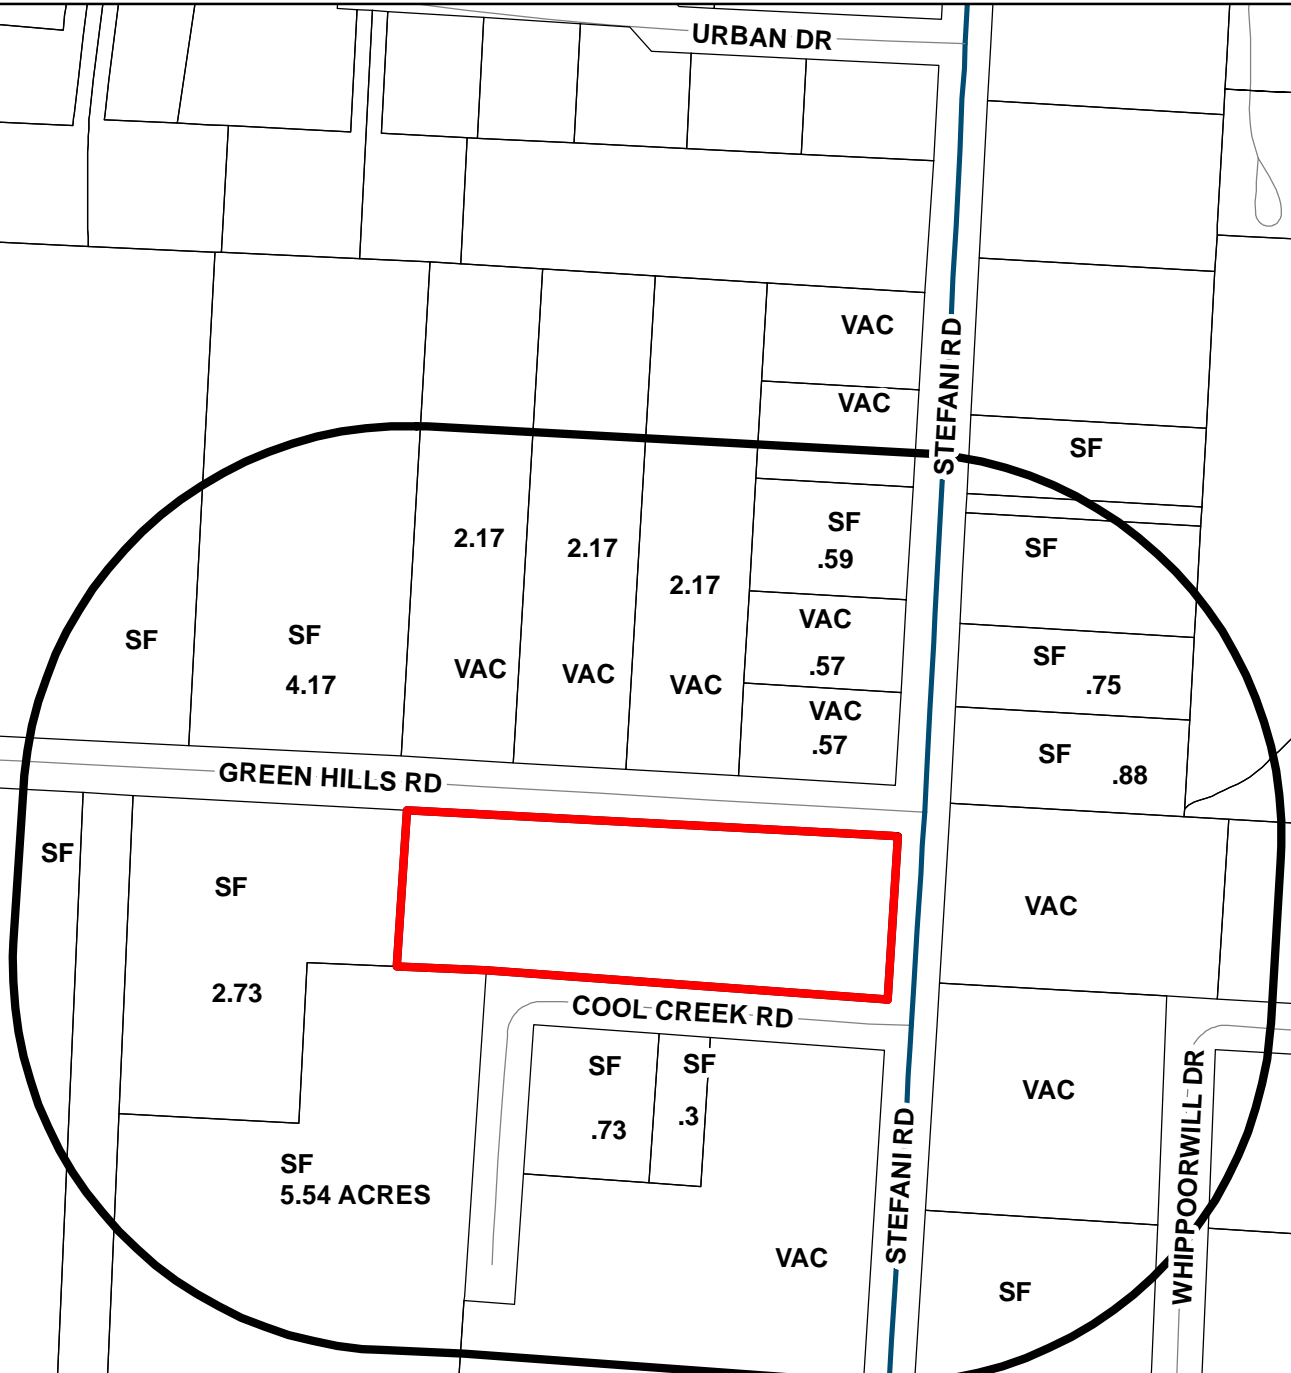 URBAN DR
VAC
STEFANI RD
VAC
SF
SF
.59
2.17
2.17
SF
2.17
VAC
.57
SF
SF
4.17
VAC
VAC
VAC
SF
.75
VAC
.57
SF
.88
GREEN HILLS RD
SF
SF
2.73
VAC
COOL CREEK RD
SF
.73
SF
.3
VAC
WHIPPOORWILL DR
SF
5.54 ACRES
STEFANI RD
VAC
SF